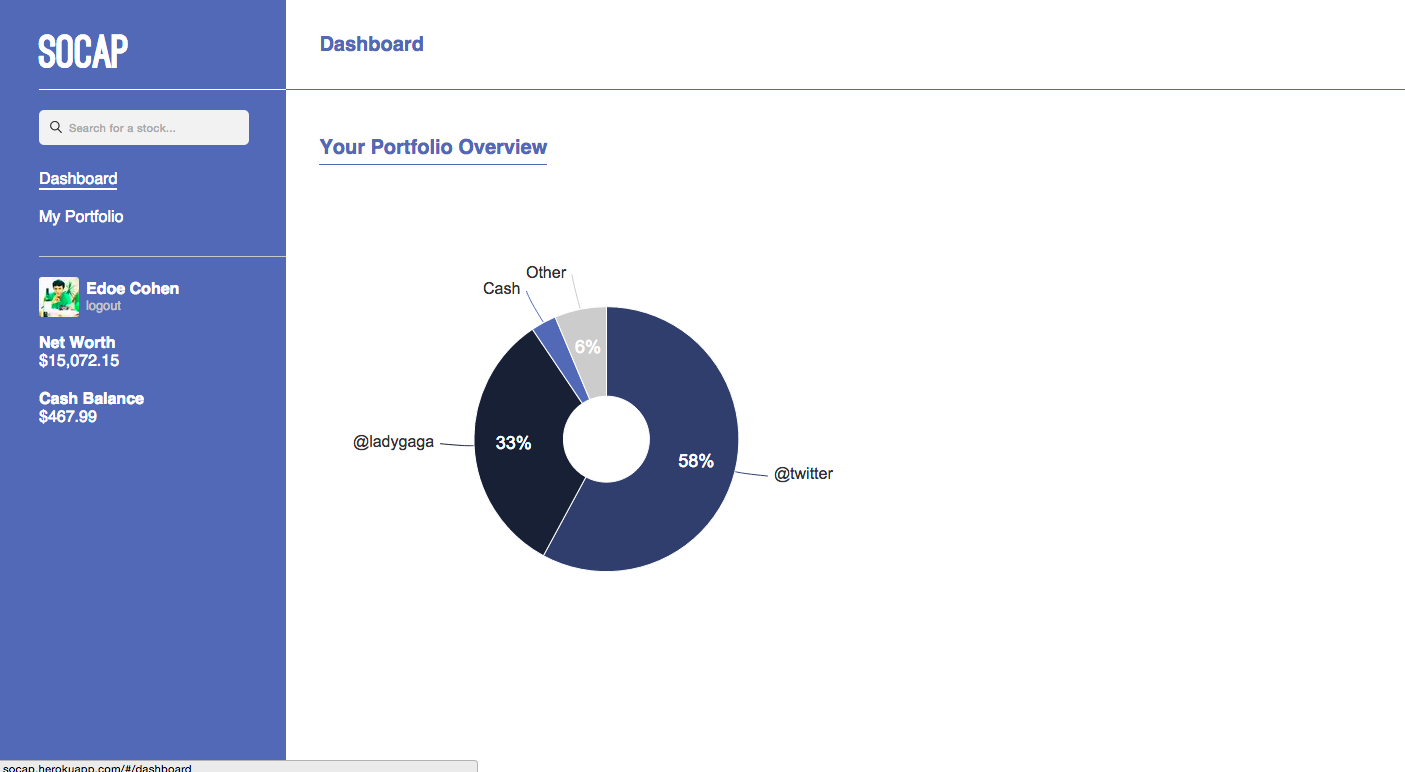 SOCAP
Search for a stock...
Dashboard
My Portfolio
Edoe Cohen
logout
Net Worth
$15,072.15
Cash Balance
$467.99
Dashboard
Your Portfolio Overview
Other
Cash
6%
@ladygaga
33%
58%
@twitter
socap.herokuapp.com/#/dashboard